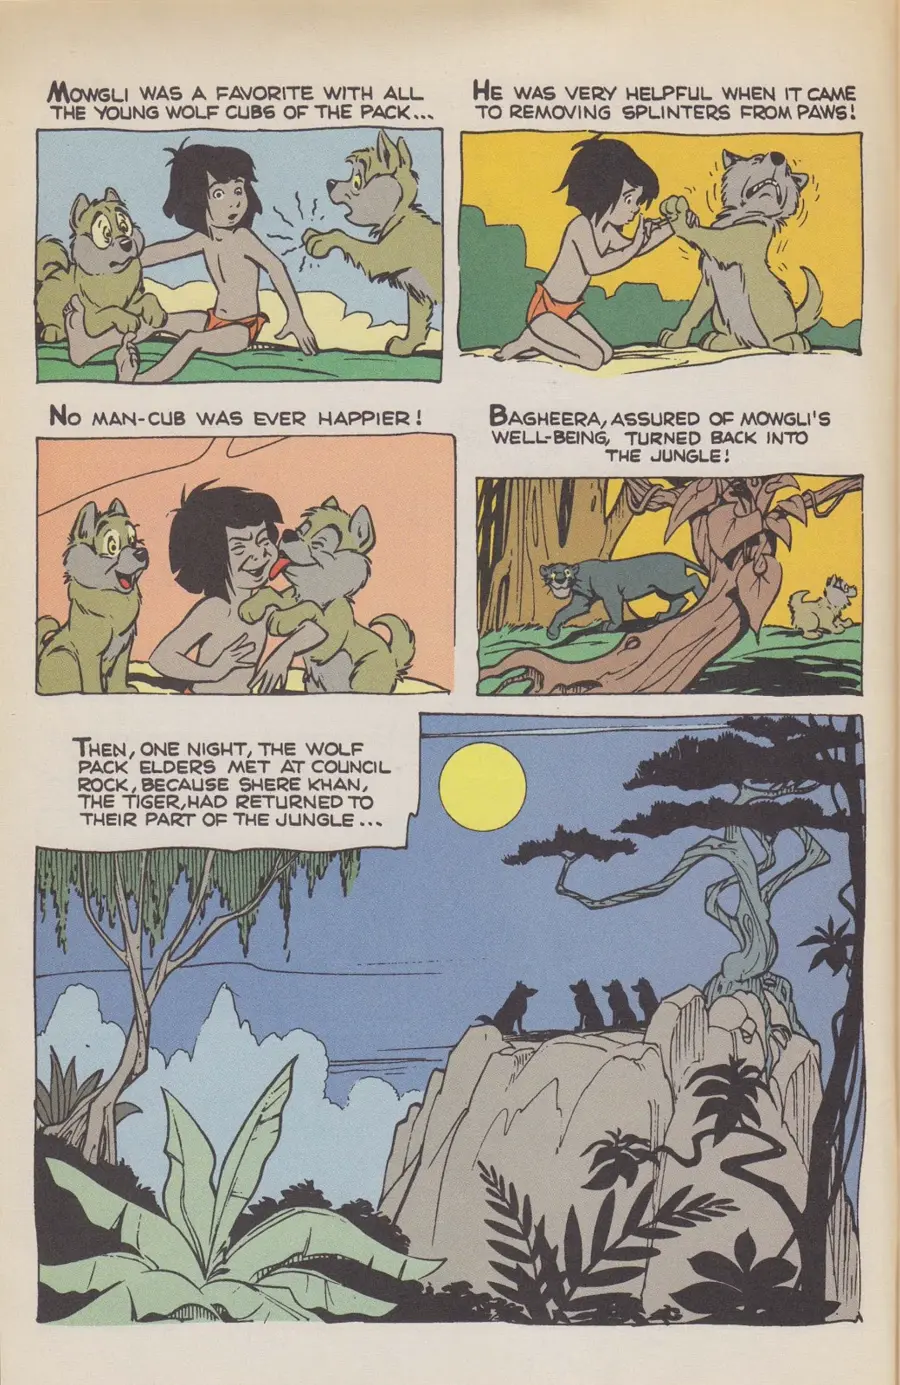 MOWGLI WAS A FAVORITE WITH ALL
THE YOUNG WOLF CUBS OF THE PACK...
HE WAS VERY HELPFUL WHEN IT CAME
TO REMOVING SPLINTERS FROM PAWS!
NO MAN-CUB WAS EVER HAPPIER!
BAGHEERA, ASSURED OF MOWGLI'S
WELL-BEING, TURNED BACK INTO
THE JUNGLE!
THEN, ONE NIGHT, THE WOLF
PACK ELDERS MET AT COUNCIL
ROCK, BECAUSE SHERE KHAN,
THE TIGER, HAD RETURNED TO
THEIR PART OF THE JUNGLE...